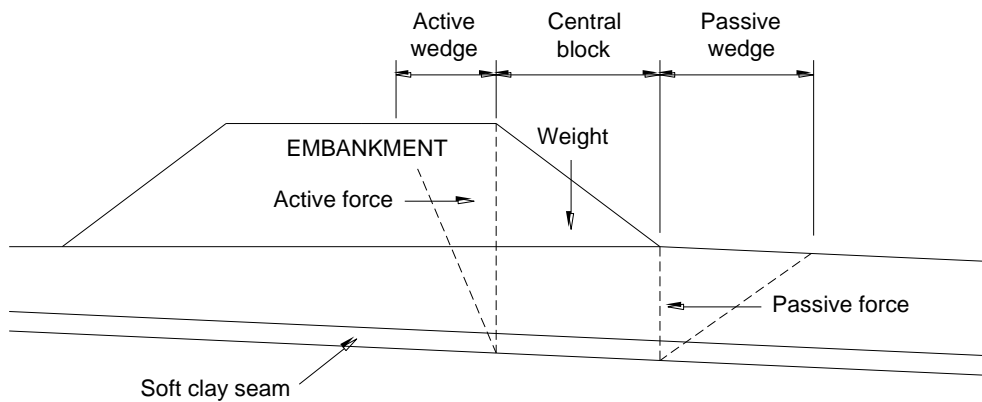 Active
wedge
Central
block
Passive
wedge
EMBANKMENT
Weight
Active force
Passive force
Soft clay seam